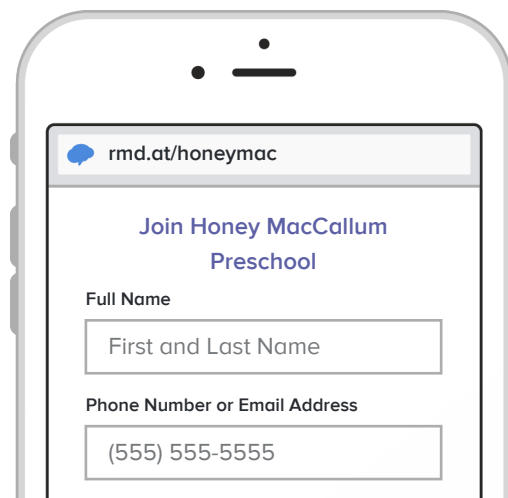 rmd.at/honeymac
Join Honey MacCallum
Preschool
Full Name
First and Last Name
Phone Number or Email Address
(555) 555-5555